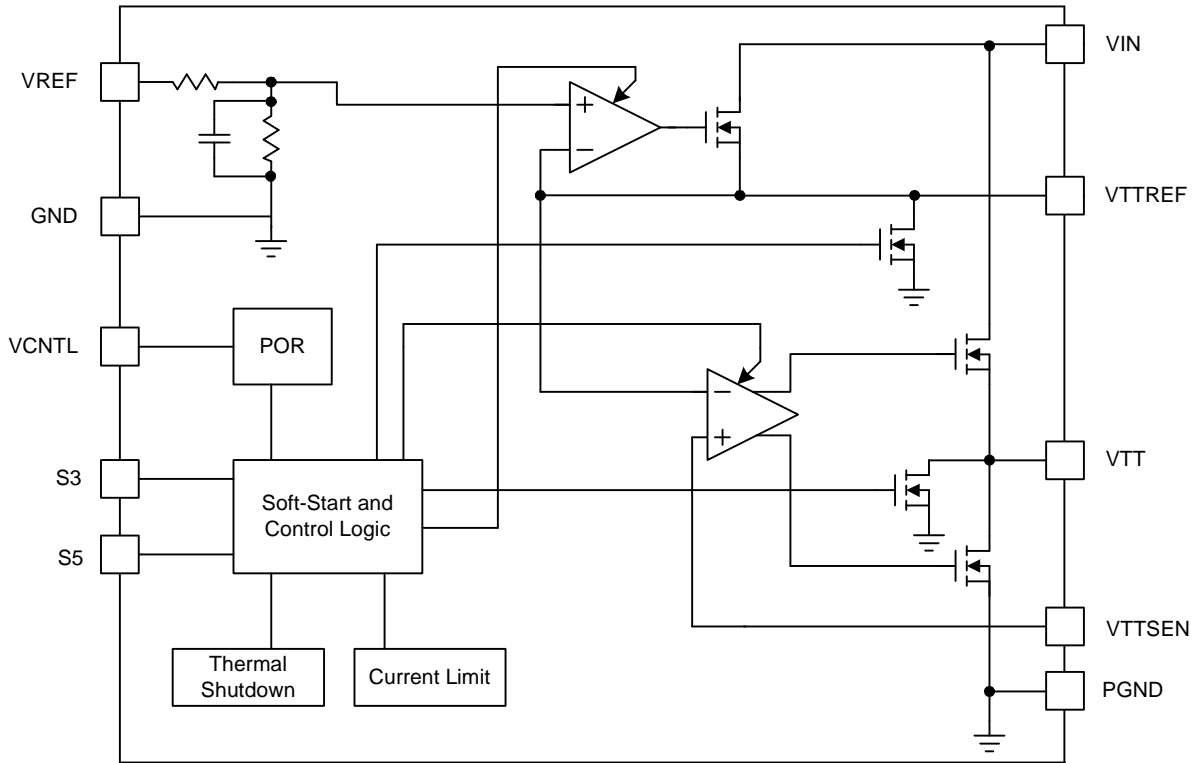 VIN
VREF
+
−
VTTREF
GND
VCNTL
POR
−
+
S3
VTT
Soft-Start and
Control Logic
S5
VTTSEN
Thermal
Shutdown
Current Limit
PGND